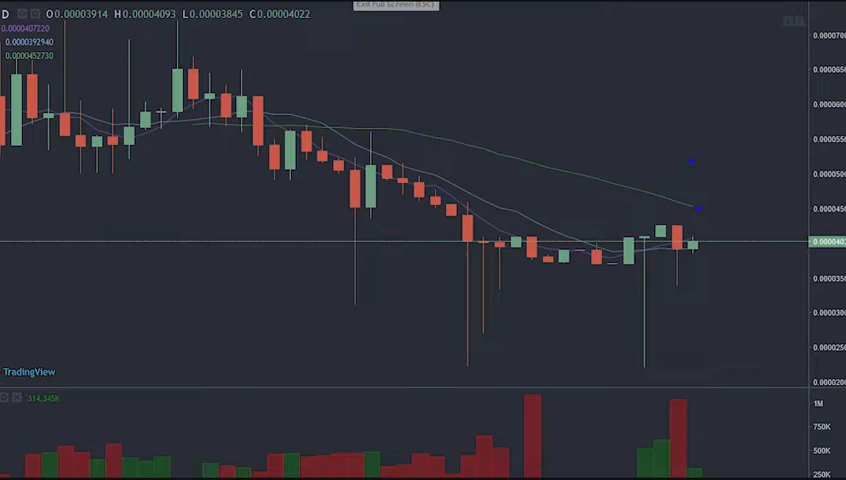 Exit Full Screen (ESC)
D O0.00003914 H0.00004093 L0.00003845 C0.00004022
0.0000407220
0.0000392940
0.0000452730
0.0000700
0.0000650
0.0000600
0.0000550
0.0000500
0.0000450
0.0000402
0.0000350
0.0000300
0.0000250
0.0000200
TradingView
314.345K
1M
750K
500K
250K